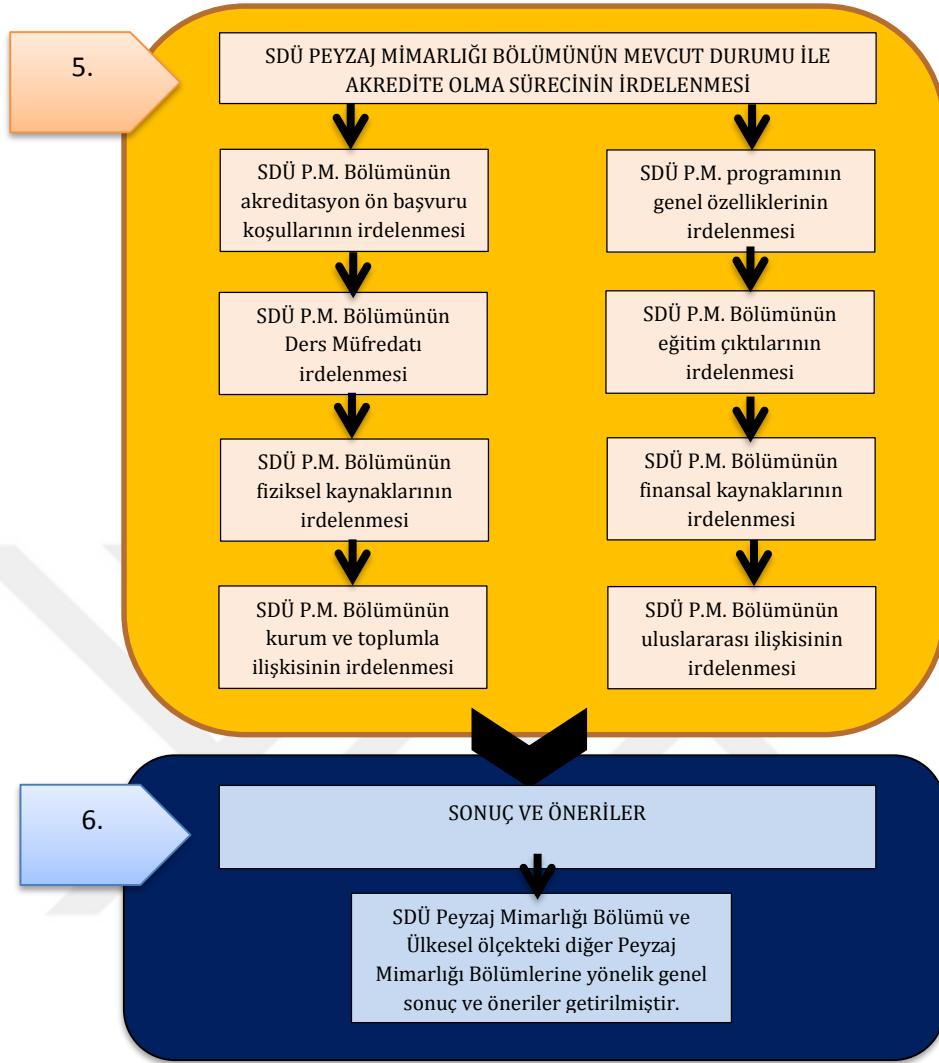 5.
SDÜ PEYZAJ MİMARLIĞI BÖLÜMÜNÜN MEVCUT DURUMU İLE
AKREDİTE OLMA SÜRECİNİN İRDELENMESİ
SDÜ P.M. Bölümünün
akreditasyon ön başvuru
koşullarının irdelenmesi
SDÜ P.M. programının
genel özelliklerinin
irdelenmesi
SDÜ P.M. Bölümünün
Ders Müfredatı
irdelenmesi
SDÜ P.M. Bölümünün
eğitim çıktılarının
irdelenmesi
SDÜ P.M. Bölümünün
fiziksel kaynaklarının
irdelenmesi
SDÜ P.M. Bölümünün
finansal kaynaklarının
irdelenmesi
SDÜ P.M. Bölümünün
kurum ve toplumla
ilişkisinin irdelenmesi
SDÜ P.M. Bölümünün
uluslararası ilişkisinin
irdelenmesi
6.
SONUÇ VE ÖNERİLER
SDÜ Peyzaj Mimarlığı Bölümü ve
Ülkesel ölçekteki diğer Peyzaj
Mimarlığı Bölümlerine yönelik genel
sonuç ve öneriler getirilmiştir.